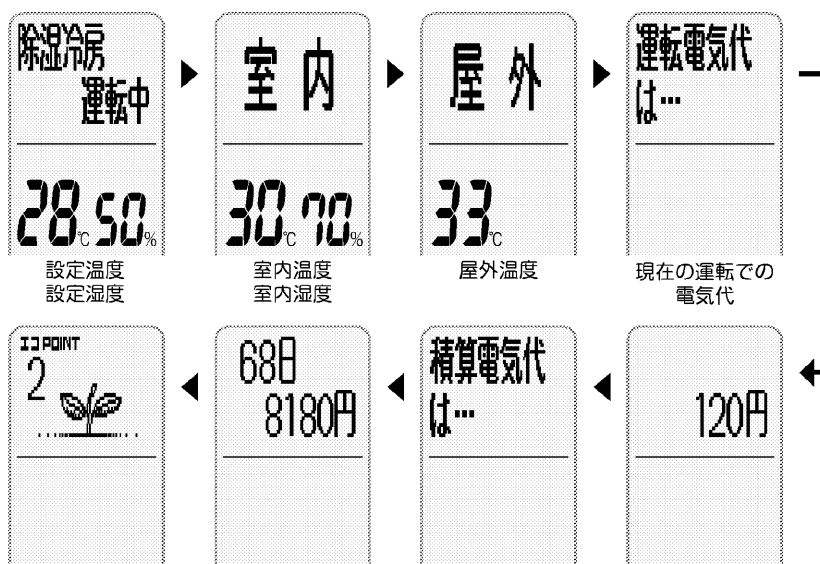 除湿冷房
運転中
28℃ 50%
設定温度
設定湿度
室内
30℃ 70%
室内温度
室内湿度
屋外
33℃
屋外温度
運転電気代
は…
現在の運転での
電気代
120円
積算電気代
は…
68日
8180円
エコPOINT
2